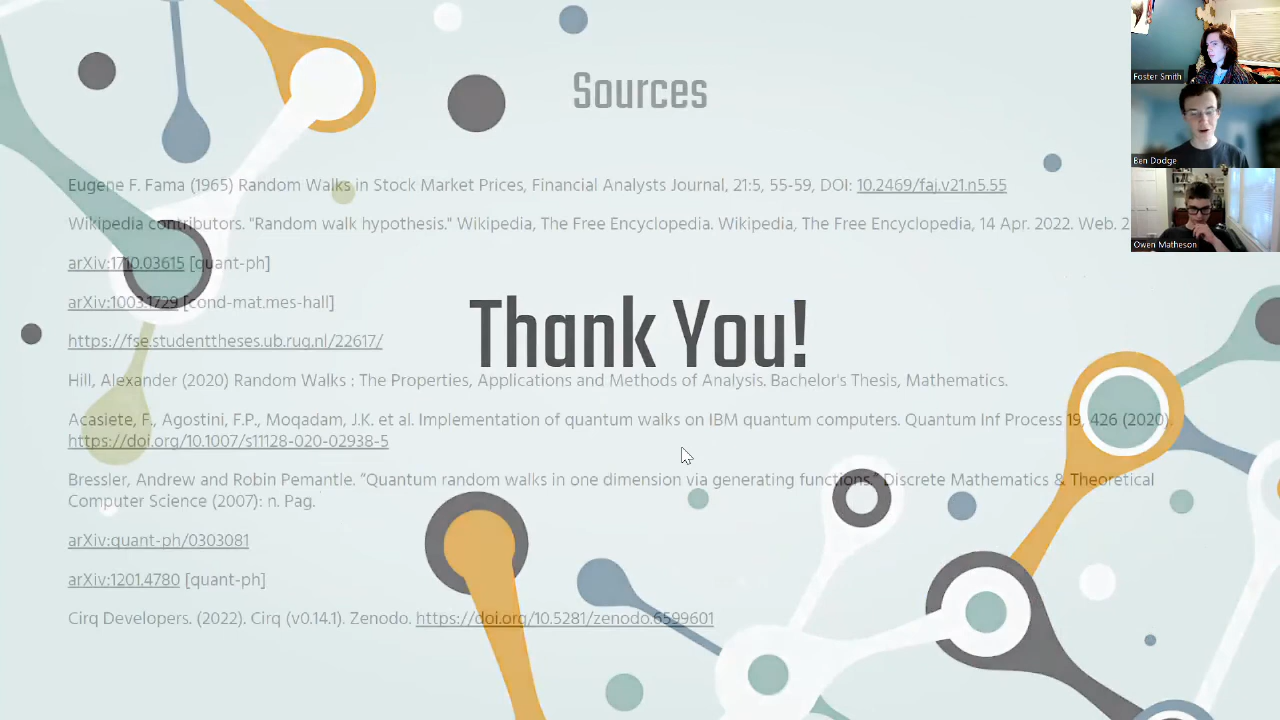 Sources
Foster Smith
Ben Dodge
Eugene F. Fama (1965) Random Walks in Stock Market Prices, Financial Analysts Journal, 21:5, 55-59, DOI: 10.2469/faj.v21.n5.55
Wikipedia contributors. "Random walk hypothesis." Wikipedia, The Free Encyclopedia. Wikipedia, The Free Encyclopedia, 14 Apr. 2022. Web. 2
Owen Matheson
arXiv:1710.03615 [quant-ph]
arXiv:1003.1729 [cond-mat.mes-hall]
Thank You!
https://fse.studenttheses.ub.rug.nl/22617/
Hill, Alexander (2020) Random Walks : The Properties, Applications and Methods of Analysis. Bachelor's Thesis, Mathematics.
Acasiete, F., Agostini, F.P., Moqadam, J.K. et al. Implementation of quantum walks on IBM quantum computers. Quantum Inf Process 19, 426 (2020).
https://doi.org/10.1007/s11128-020-02938-5
Bressler, Andrew and Robin Pemantle. “Quantum random walks in one dimension via generating functions.” Discrete Mathematics & Theoretical
Computer Science (2007): n. Pag.
arXiv:quant-ph/0303081
arXiv:1201.4780 [quant-ph]
Cirq Developers. (2022). Cirq (v0.14.1). Zenodo. https://doi.org/10.5281/zenodo.6599601